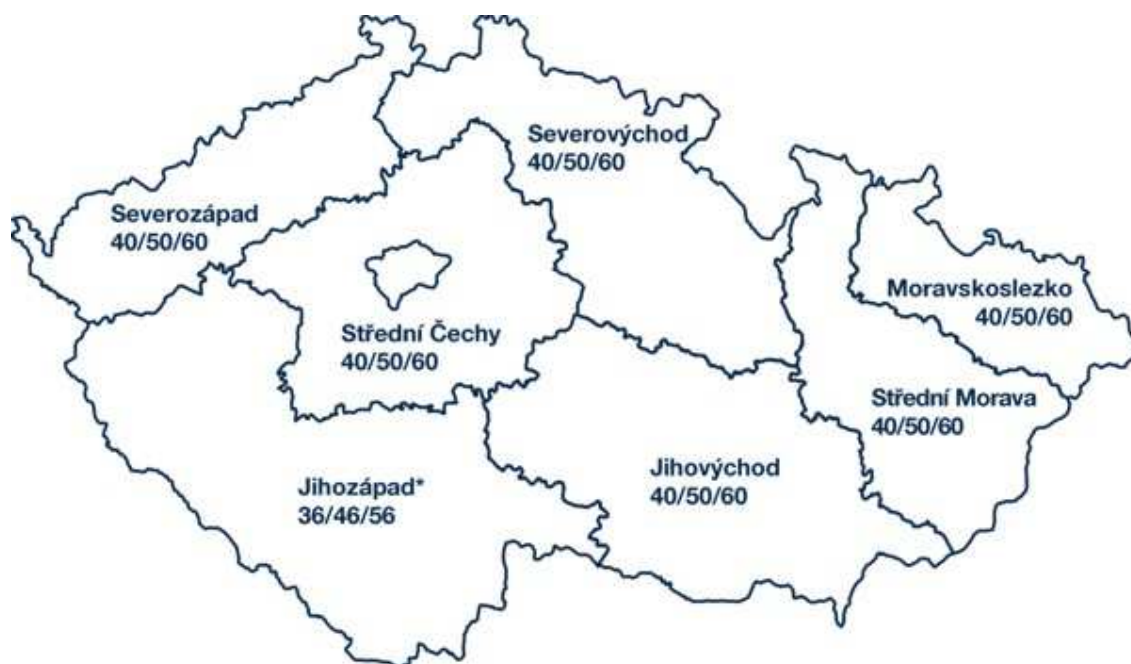 Severovýchod
40/50/60
Severozápad
40/50/60
Moravskoslezko
40/50/60
Střední Čechy
40/50/60
Střední Morava
40/50/60
Jihovýchod
40/50/60
Jihozápad*
36/46/56